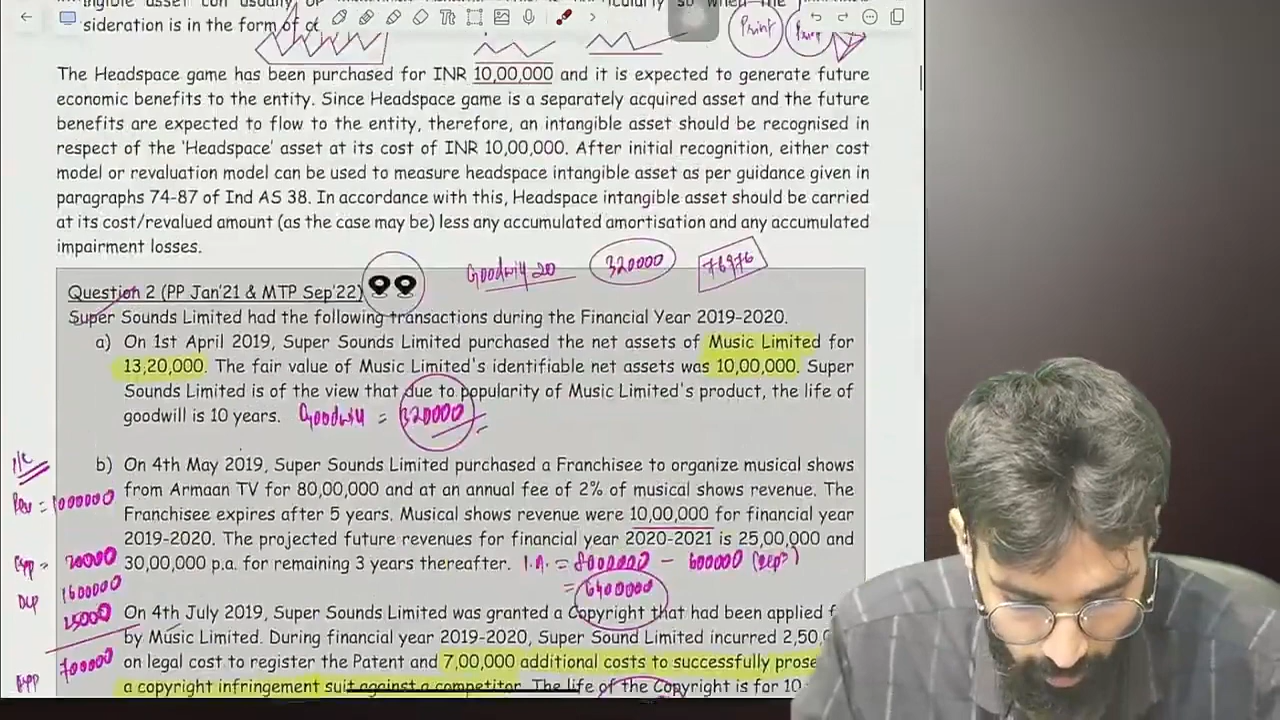 sideration is in the form of
Print
The Headspace game has been purchased for INR 10,00,000 and it is expected to generate future
economic benefits to the entity. Since Headspace game is a separately acquired asset and the future
benefits are expected to flow to the entity, therefore, an intangible asset should be recognised in
respect of the 'Headspace' asset at its cost of INR 10,00,000. After initial recognition, either cost
model or revaluation model can be used to measure headspace intangible asset as per guidance given in
paragraphs 74-87 of Ind AS 38. In accordance with this, Headspace intangible asset should be carried
at its cost/revalued amount (as the case may be) less any accumulated amortisation and any accumulated
impairment losses.
320000
Question 2 (PP Jan'21 & MTP Sep'22)
Super Sounds Limited had the following transactions during the Financial Year 2019-2020.
a) On 1st April 2019, Super Sounds Limited purchased the net assets of Music Limited for
13,20,000. The fair value of Music Limited's identifiable net assets was 10,00,000. Super
Sounds Limited is of the view that due to popularity of Music Limited's product, the life of
goodwill is 10 years. Goodwill = 320000
b) On 4th May 2019, Super Sounds Limited purchased a Franchisee to organize musical shows
from Armaan TV for 80,00,000 and at an annual fee of 2% of musical shows revenue. The
Rev = 1000000
Franchisee expires after 5 years. Musical shows revenue were 10,00,000 for financial year
2019-2020. The projected future revenues for financial year 2020-2021 is 25,00,000 and
30,00,000 p.a. for remaining 3 years thereafter. I.A. = 8000000 -
= 6400000
1600000
On 4th July 2019, Super Sounds Limited was granted a Copyright that had been applied
25000
by Music Limited. During financial year 2019-2020, Super Sound Limited incurred 2,50,
on legal cost to register the Patent and 7,00,000 additional costs to successfully
700000
a copyright infringement suit against a competitor. The life of the Copyright is for 10